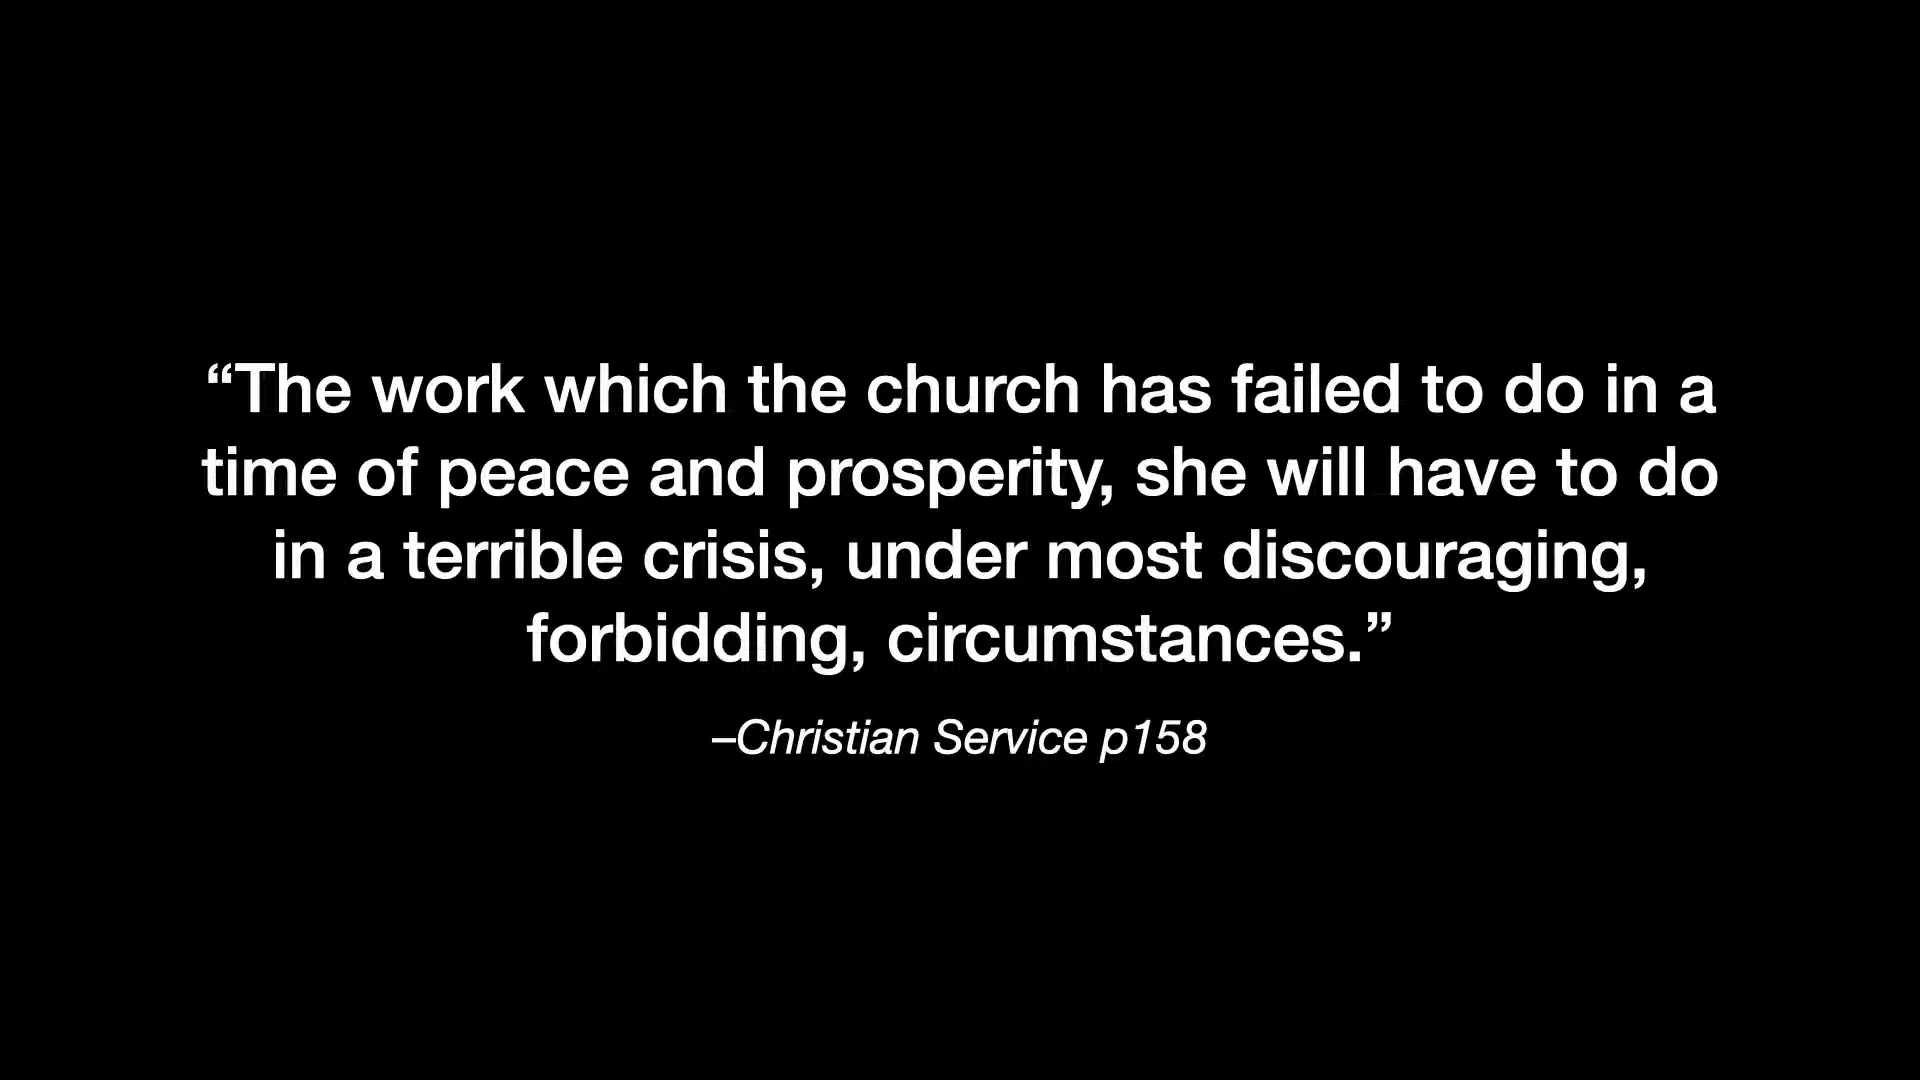 “The work which the church has failed to do in a
time of peace and prosperity, she will have to do
in a terrible crisis, under most discouraging,
forbidding, circumstances.”
–Christian Service p158